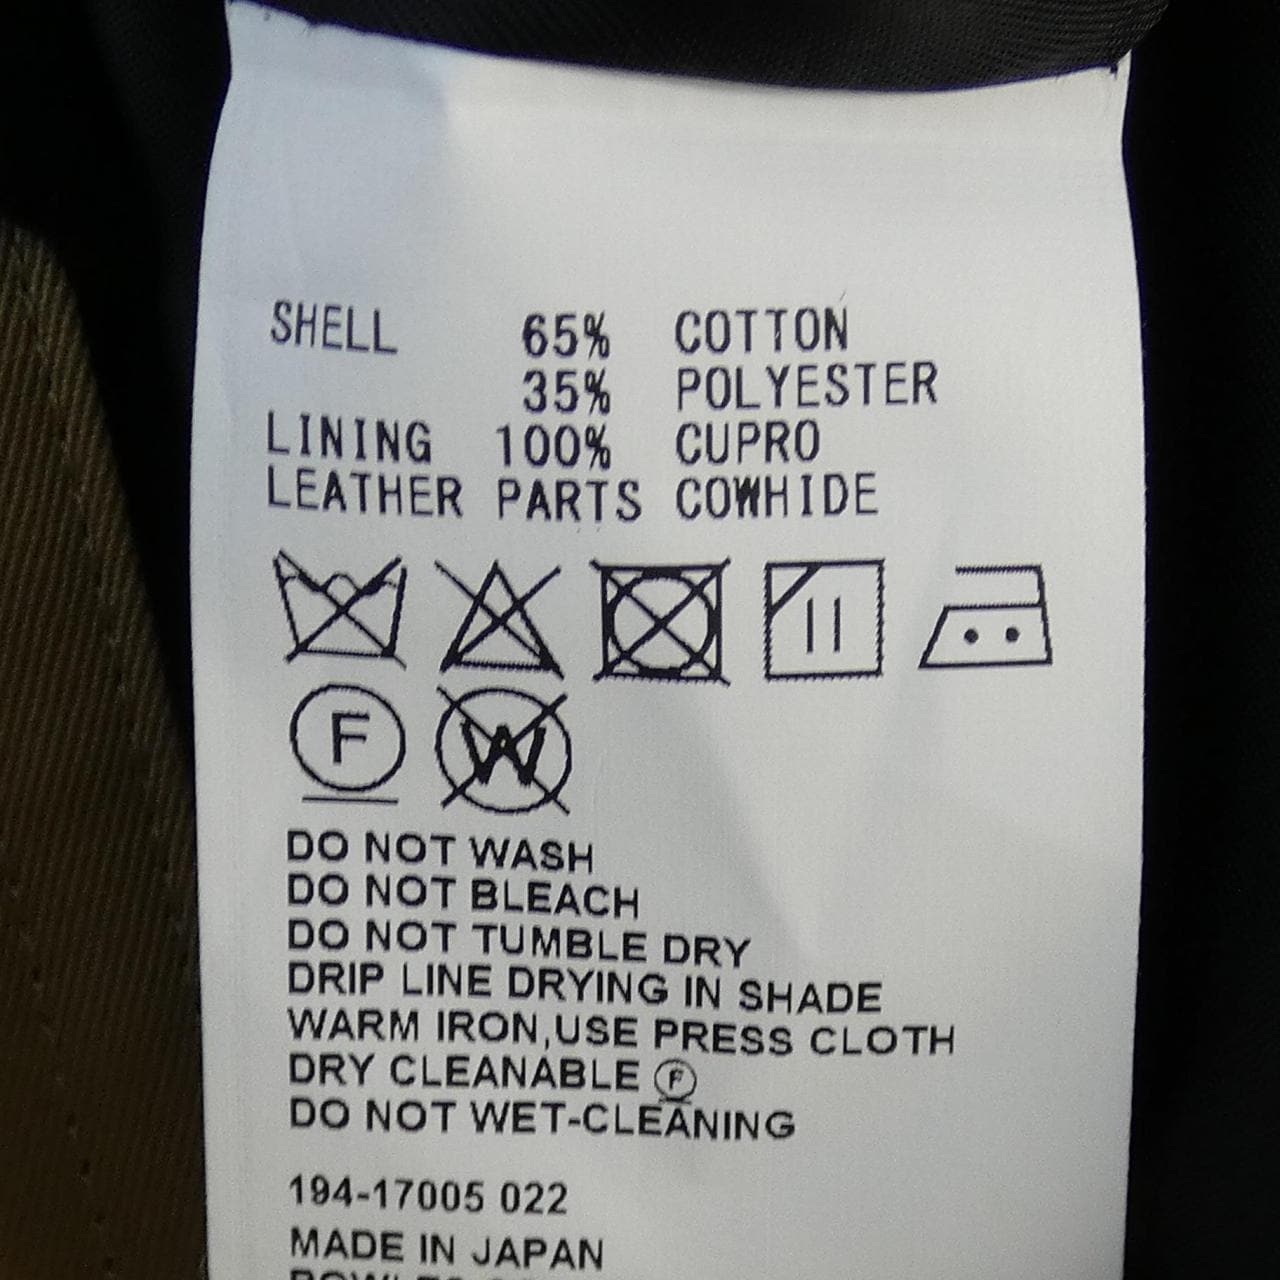 SHELL 65% COTTON
35% POLYESTER
LINING 100% CUPRO
LEATHER PARTS COWHIDE
F W
DO NOT WASH
DO NOT BLEACH
DO NOT TUMBLE DRY
DRIP LINE DRYING IN SHADE
WARM IRON,USE PRESS CLOTH
DRY CLEANABLE F
DO NOT WET-CLEANING
194-17005 022
MADE IN JAPAN